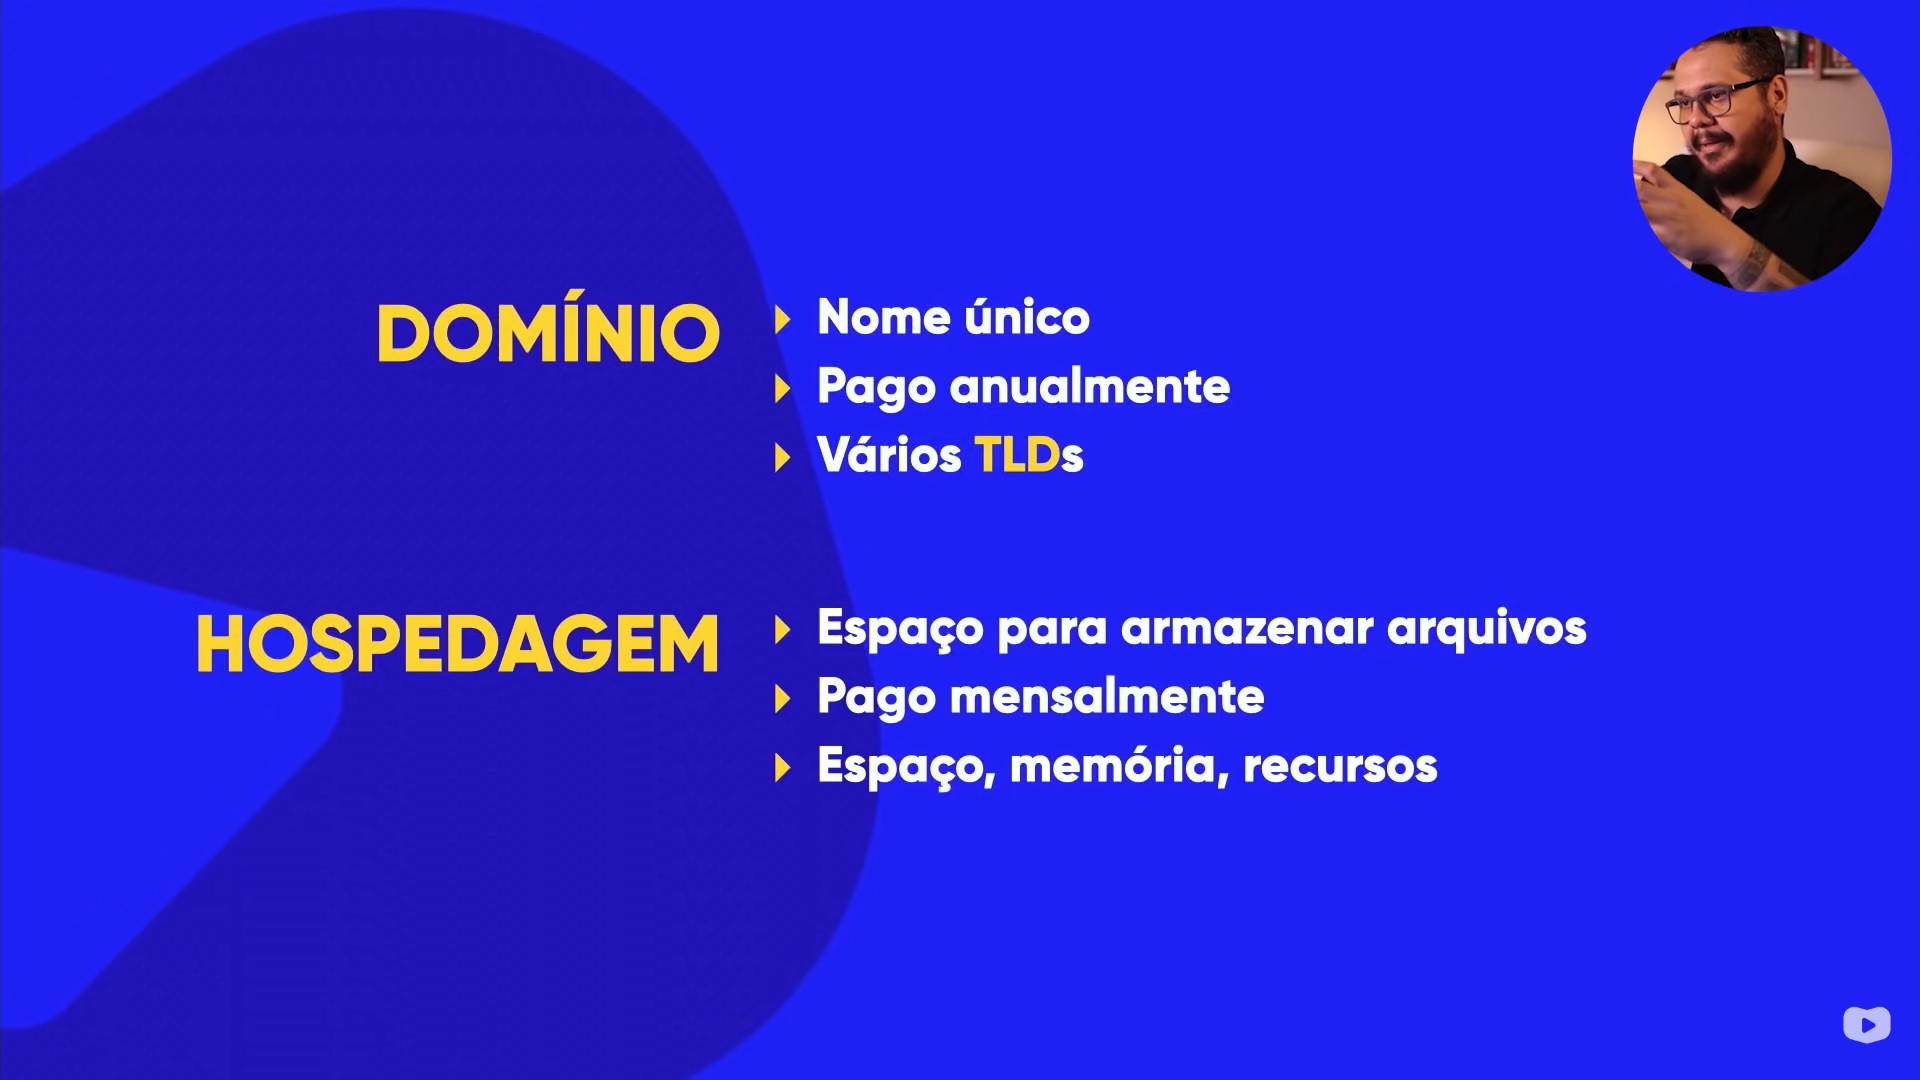 DOMÍNIO
Nome único
Pago anualmente
Vários TLDs
HOSPEDAGEM
Espaço para armazenar arquivos
Pago mensalmente
Espaço, memória, recursos